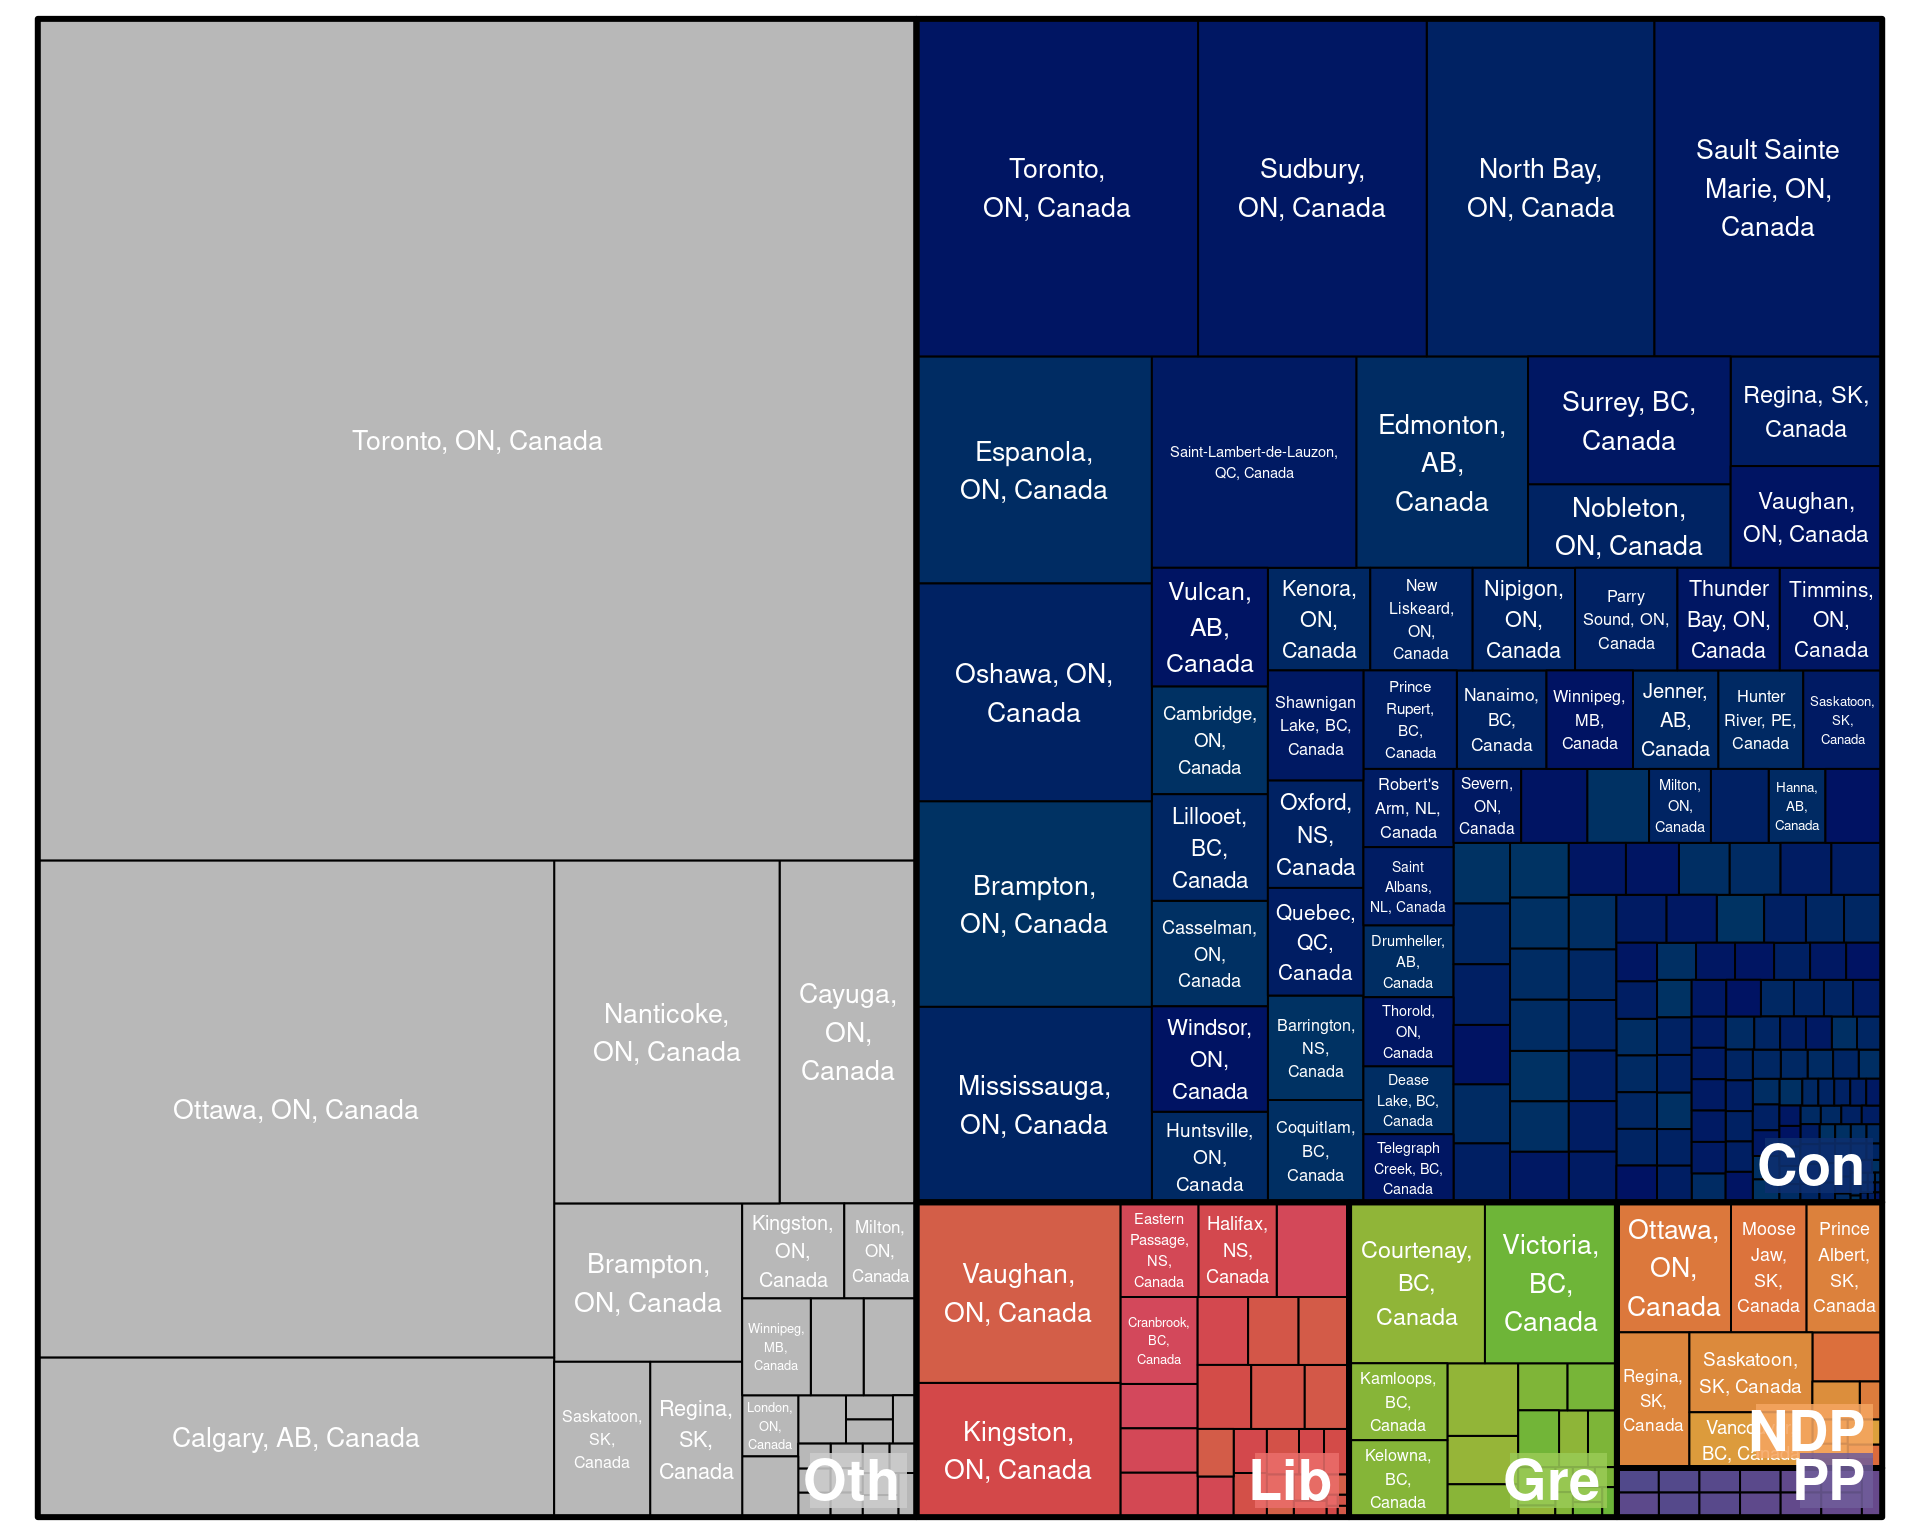 Toronto, ON, Canada
Ottawa, ON, Canada
Calgary, AB, Canada
Nanticoke,
ON, Canada
Cayuga,
ON,
Canada
Brampton,
ON, Canada
Saskatoon,
SK,
Canada
Regina,
SK,
Canada
Kingston,
ON,
Canada
Milton,
ON,
Canada
Winnipeg,
MB,
Canada
London,
ON,
Canada
Oth
Toronto,
ON, Canada
Sudbury,
ON, Canada
North Bay,
ON, Canada
Sault Sainte
Marie, ON,
Canada
Espanola,
ON, Canada
Oshawa, ON,
Canada
Brampton,
ON, Canada
Mississauga,
ON, Canada
Saint-Lambert-de-Lauzon,
QC, Canada
Edmonton,
AB,
Canada
Surrey, BC,
Canada
Nobleton,
ON, Canada
Regina, SK,
Canada
Vaughan,
ON, Canada
Vulcan,
AB,
Canada
Cambridge,
ON,
Canada
Lillooet,
BC,
Canada
Casselman,
ON,
Canada
Windsor,
ON,
Canada
Huntsville,
ON,
Canada
Kenora,
ON,
Canada
New
Liskeard,
ON,
Canada
Nipigon,
ON,
Canada
Parry
Sound, ON,
Canada
Thunder
Bay, ON,
Canada
Timmins,
ON,
Canada
Shawnigan
Lake, BC,
Canada
Oxford,
NS,
Canada
Quebec,
QC,
Canada
Barrington,
NS,
Canada
Coquitlam,
BC,
Canada
Prince
Rupert,
BC,
Canada
Nanaimo,
BC,
Canada
Winnipeg,
MB,
Canada
Jenner,
AB,
Canada
Hunter
River, PE,
Canada
Saskatoon,
SK,
Canada
Robert's
Arm, NL,
Canada
Saint
Albans,
NL, Canada
Drumheller,
AB,
Canada
Thorold,
ON,
Canada
Dease
Lake, BC,
Canada
Telegraph
Creek, BC,
Canada
Severn,
ON,
Canada
Milton,
ON,
Canada
Hanna,
AB,
Canada
Con
Vaughan,
ON, Canada
Kingston,
ON, Canada
Eastern
Passage,
NS,
Canada
Halifax,
NS,
Canada
Cranbrook,
BC,
Canada
Lib
Courtenay,
BC,
Canada
Victoria,
BC,
Canada
Kamloops,
BC,
Canada
Kelowna,
BC,
Canada
Gre
Ottawa,
ON,
Canada
Moose
Jaw,
SK,
Canada
Prince
Albert,
SK,
Canada
Regina,
SK,
Canada
Saskatoon,
SK, Canada
BC, Canada
NDP
PP